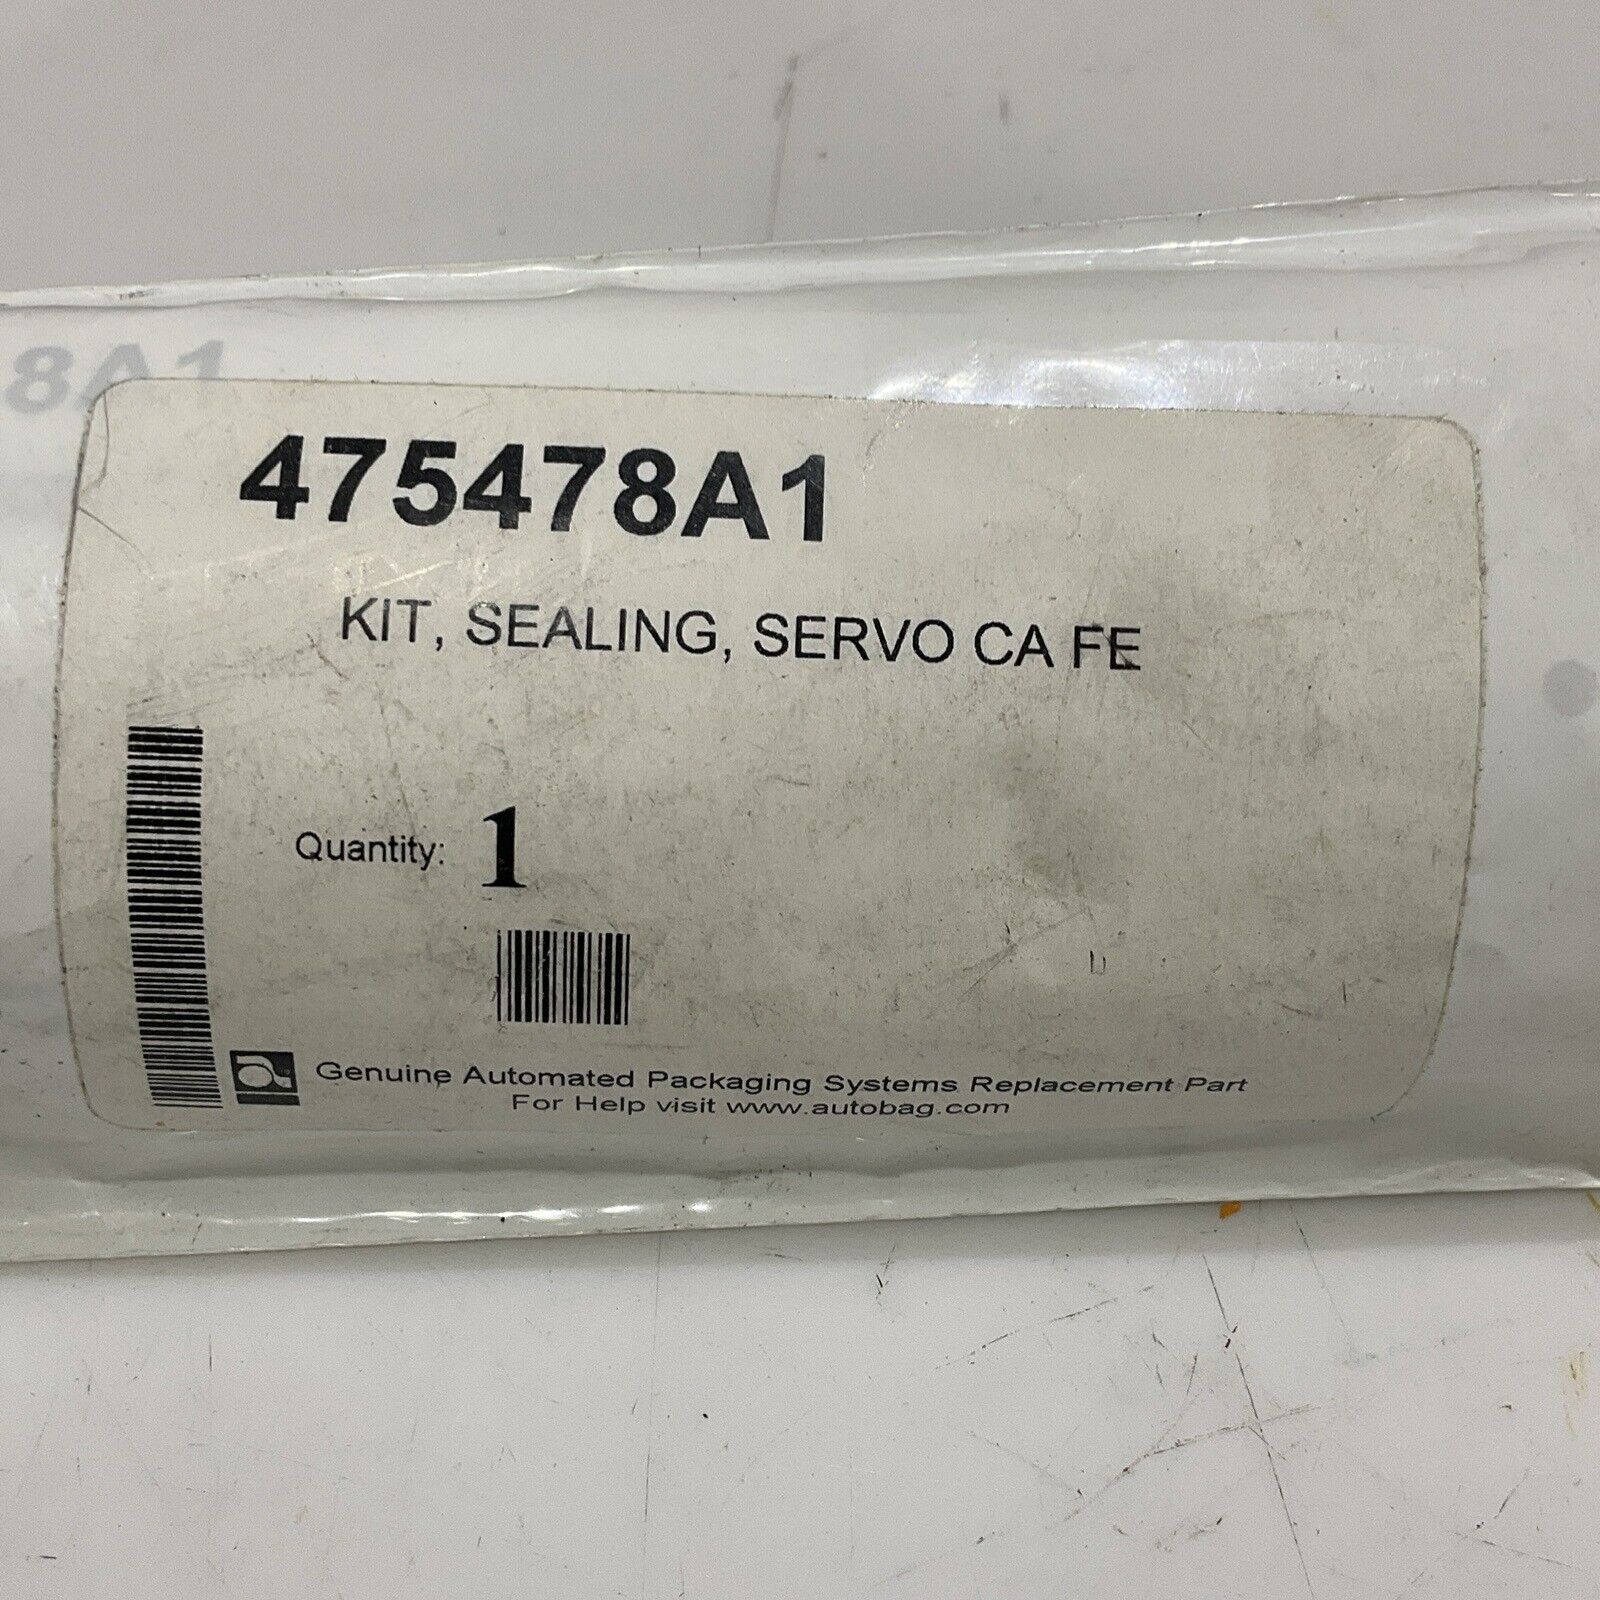 8A1
475478A1
KIT, SEALING, SERVO CA FE
Quantity: 1
Genuine Automated Packaging Systems Replacement Part
For Help visit www.autobag.com